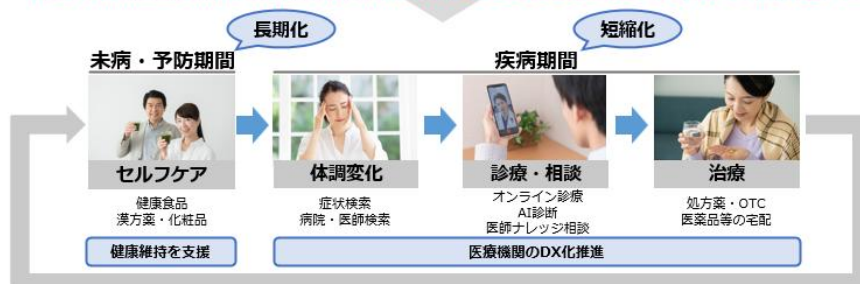 長期化
短縮化
未病・予防期間
疾病期間
セルフケア
体調変化
診療・相談
治療
健康食品
漢方薬・化粧品
症状検索
病院・医師検索
オンライン診療
AI診断
医師ナレッジ相談
処方薬・OTC
医薬品等の宅配
健康維持を支援
医療機関のDX化推進